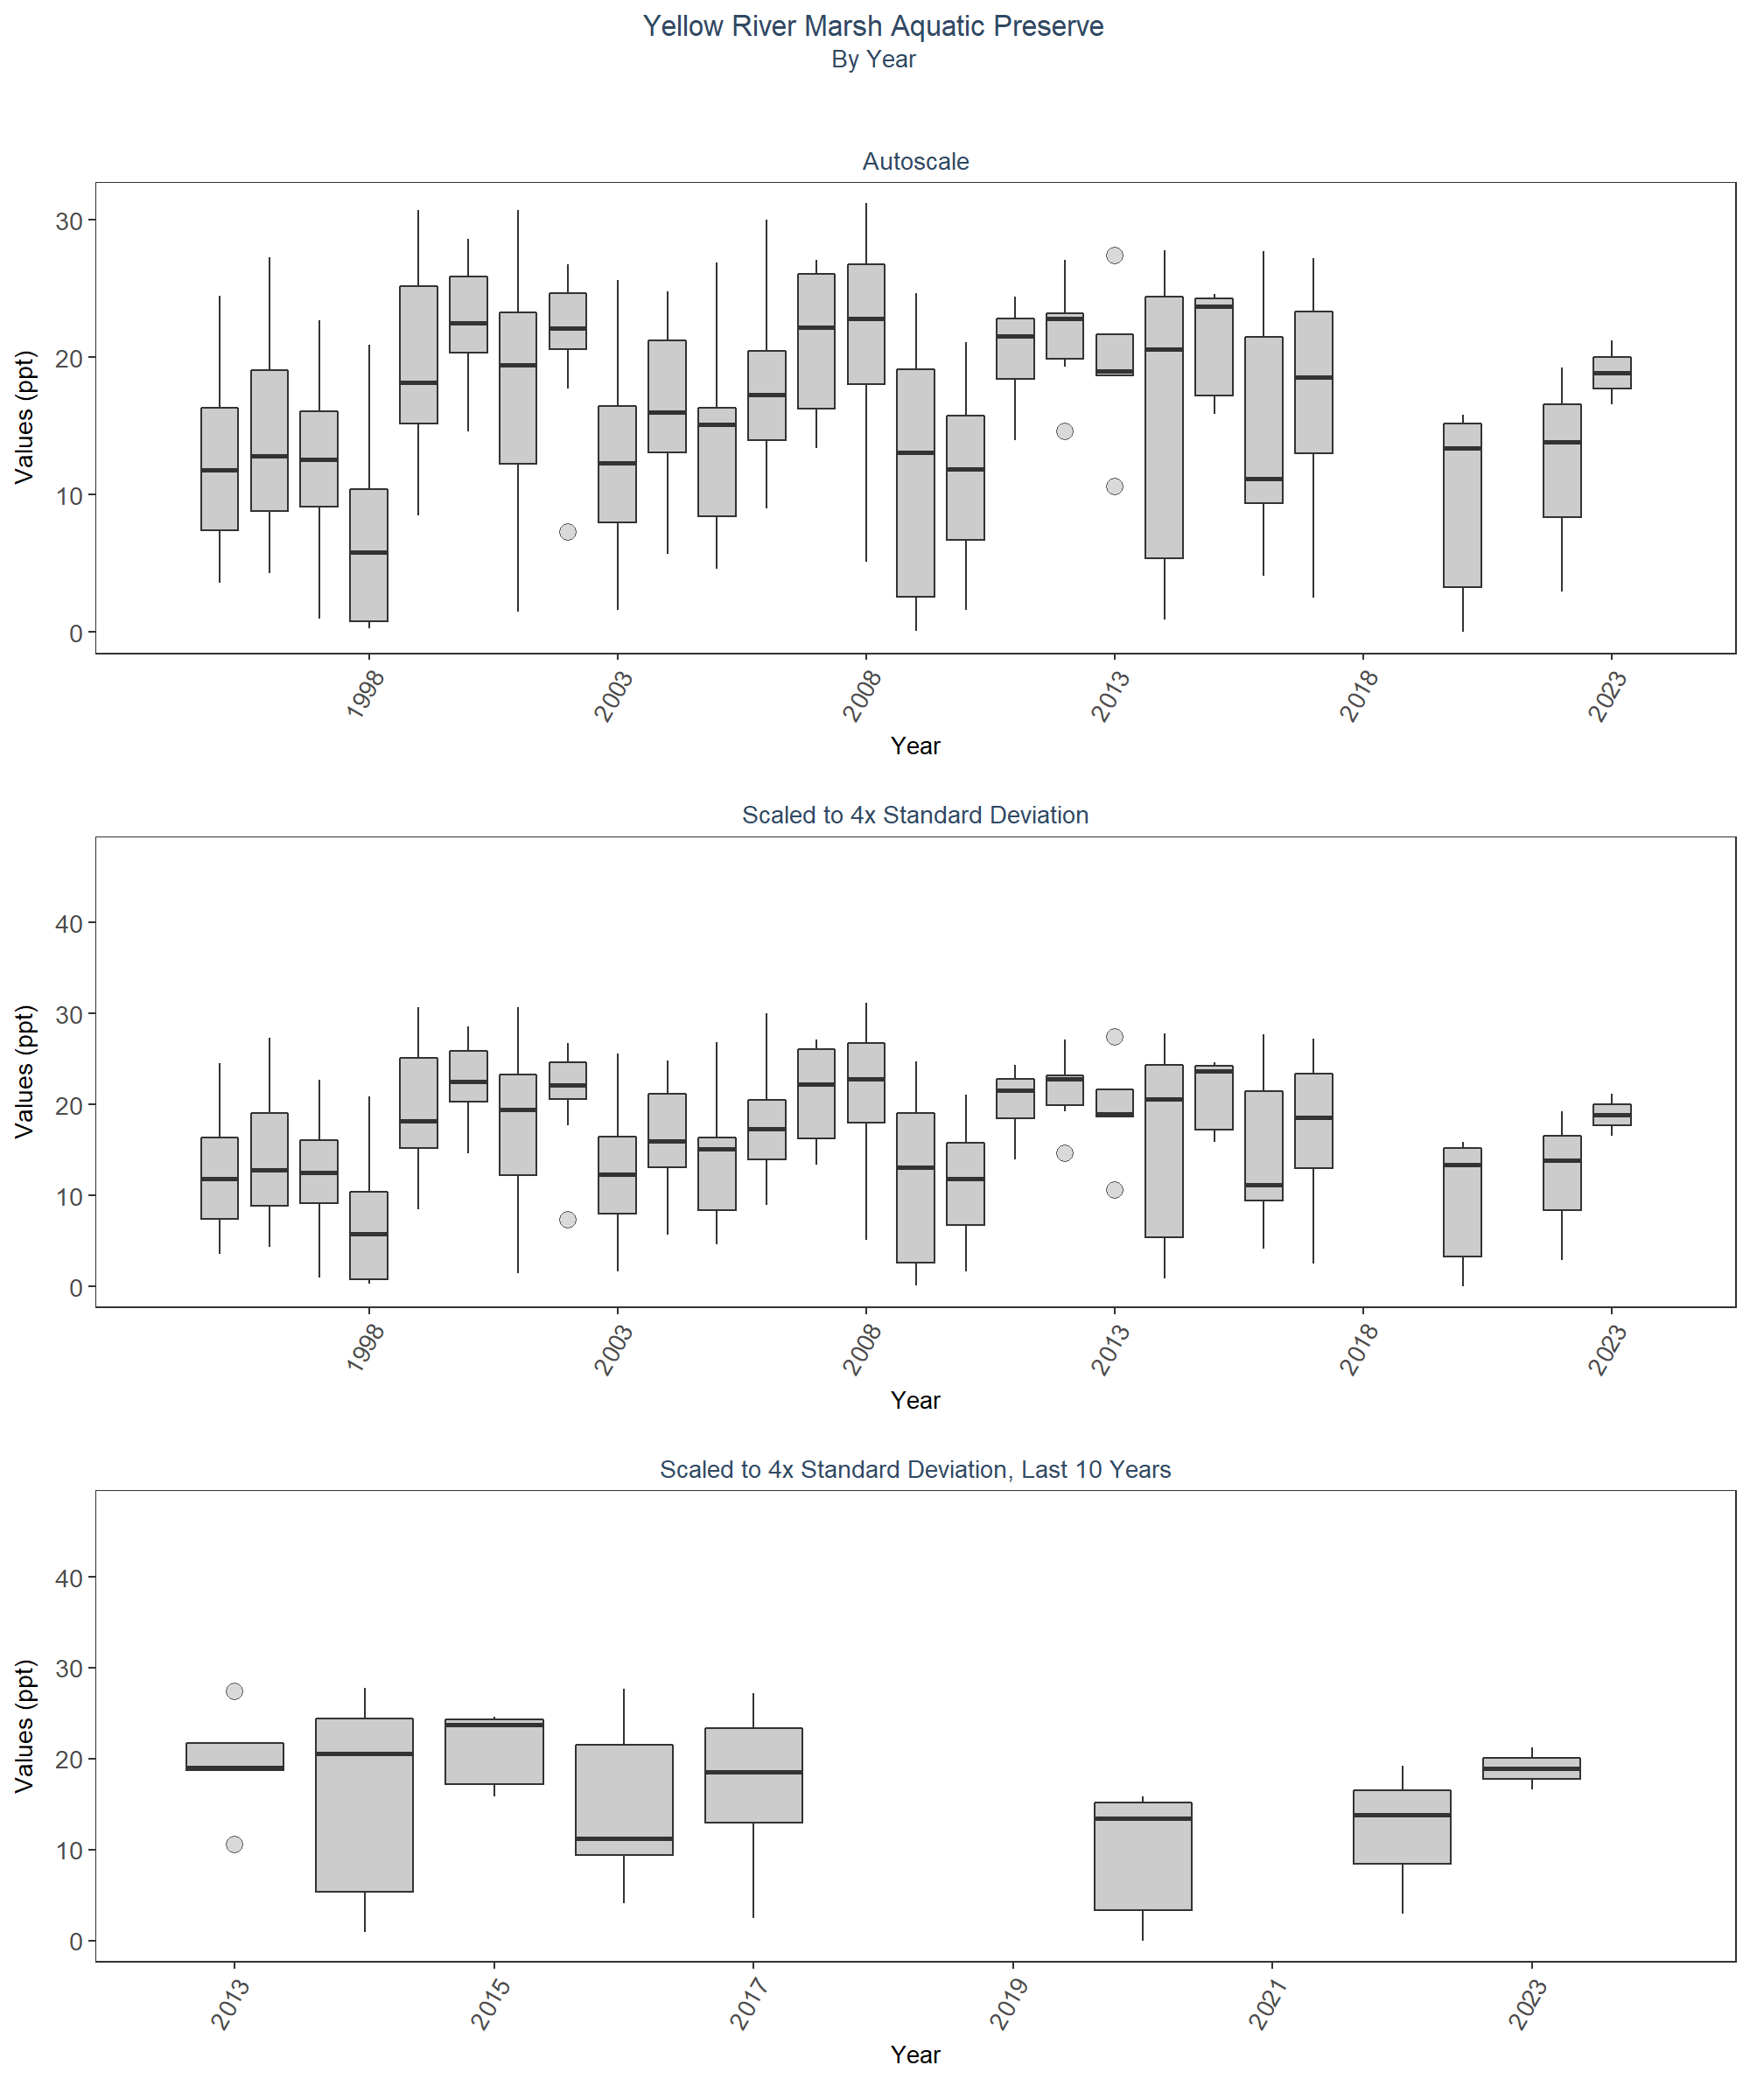 Yellow River Marsh Aquatic Preserve
By Year
Autoscale
Values (ppt)
30
20
10
0
1998 2003 2008 2013 2018 2023
Year
Scaled to 4x Standard Deviation
Values (ppt)
40
30
20
10
0
1998 2003 2008 2013 2018 2023
Year
Scaled to 4x Standard Deviation, Last 10 Years
Values (ppt)
40
30
20
10
0
2013 2015 2017 2019 2021 2023
Year